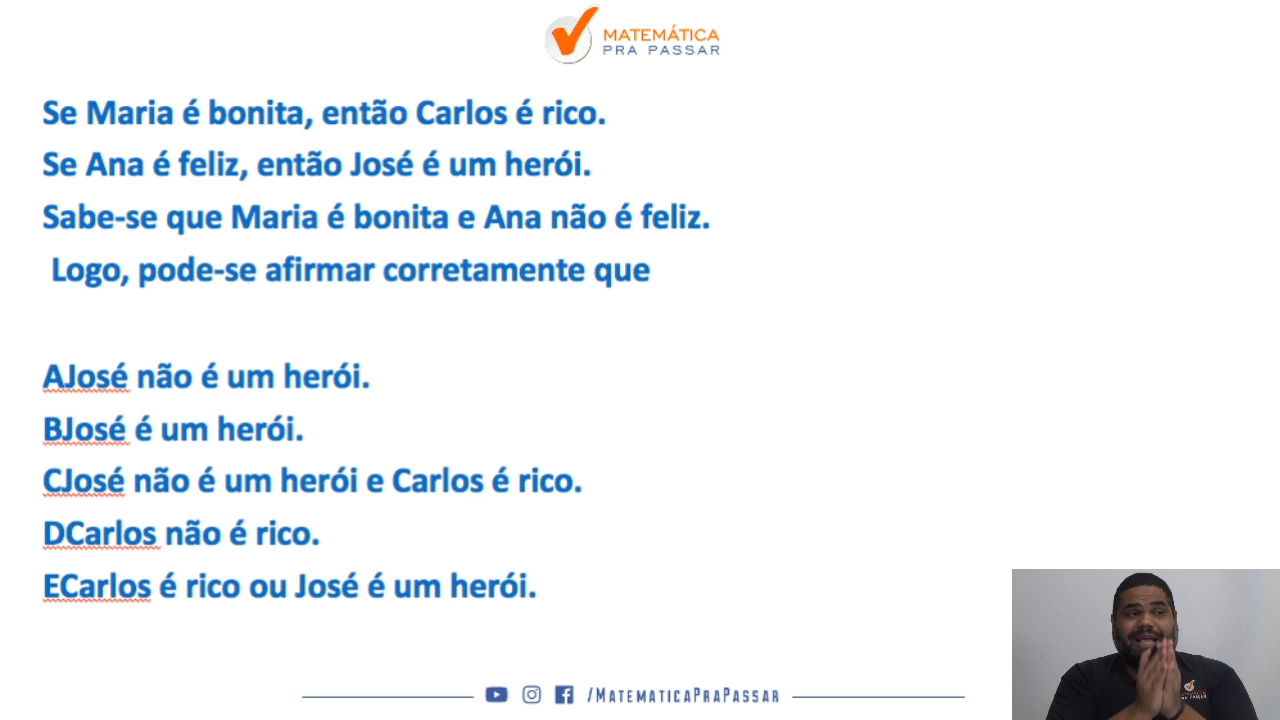 MATEMÁTICA
PRA PASSAR
Se Maria é bonita, então Carlos é rico.
Se Ana é feliz, então José é um herói.
Sabe-se que Maria é bonita e Ana não é feliz.
Logo, pode-se afirmar corretamente que
AJosé não é um herói.
BJosé é um herói.
CJosé não é um herói e Carlos é rico.
DCarlos não é rico.
ECarlos é rico ou José é um herói.
/MATEMATICAPRAPASSAR